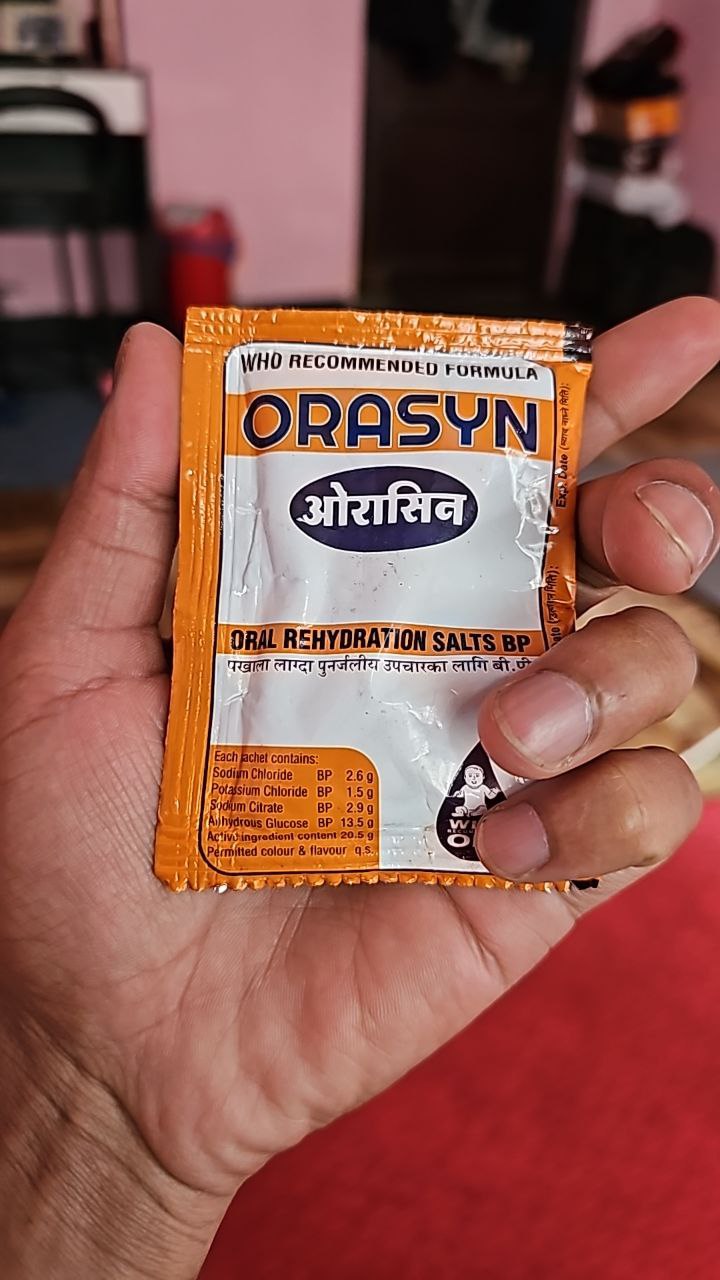 WHO RECOMMENDED FORMULA
ORASYN
ओरासिन
ORAL REHYDRATION SALTS BP
पखाला लाग्दा पुनर्जलीय उपचारका लागि बी.पी
Each sachet contains:
Sodium Chloride BP 2.6 g
Potassium Chloride BP 1.5 g
Sodium Citrate BP 2.9 g
Anhydrous Glucose BP 13.5 g
Active ingredient content 20.5 g
Permitted colour & flavour q.s.
Exp. Date (म्याद नाघ्ने मिति):